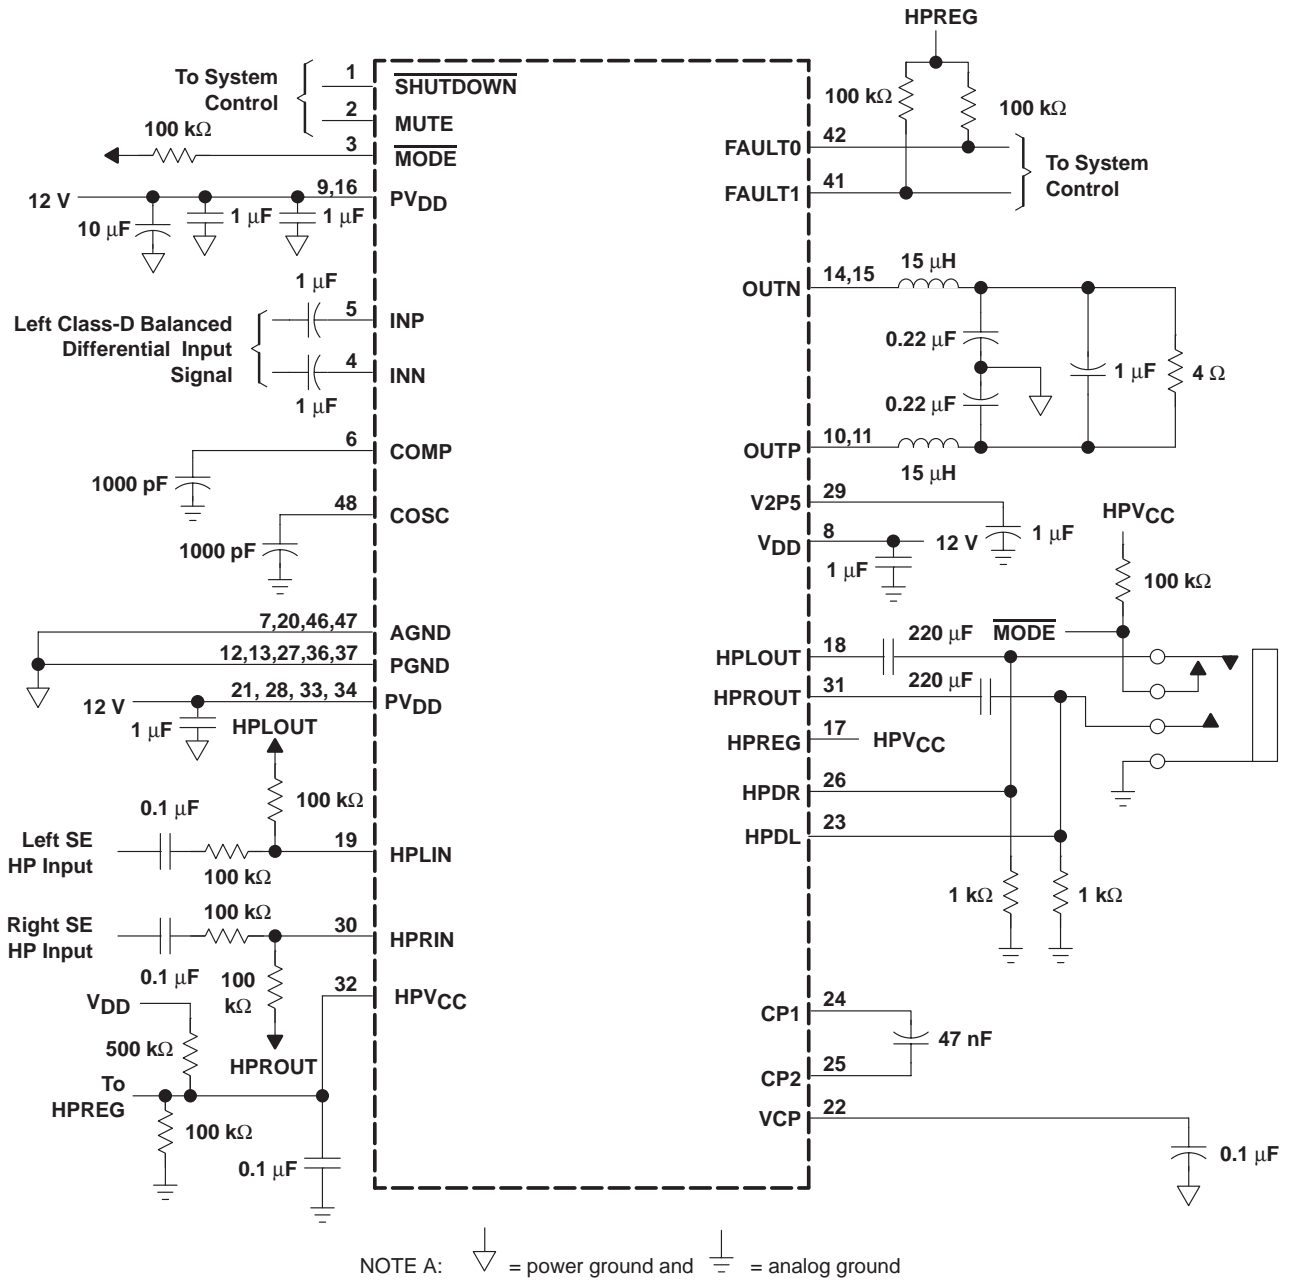 HPREG
To System
Control
1
SHUTDOWN
2
MUTE
100 kΩ
3
MODE
12 V
9,16
PVDD
10 μF
1 μF
1 μF
1 μF
5
INP
Left Class-D Balanced
Differential Input
Signal
4
INN
1 μF
6
COMP
1000 pF
48
COSC
1000 pF
7,20,46,47
AGND
12,13,27,36,37
PGND
21, 28, 33, 34
PVDD
12 V
1 μF
HPLOUT
100 kΩ
0.1 μF
Left SE
HP Input
19
HPLIN
100 kΩ
100 kΩ
Right SE
HP Input
30
HPRIN
0.1 μF
100
kΩ
32
HPVCC
VDD
500 kΩ
HPROUT
To
HPREG
100 kΩ
0.1 μF
100 kΩ
100 kΩ
42
FAULT0
To System
Control
41
FAULT1
15 μH
14,15
OUTN
0.22 μF
1 μF
4 Ω
0.22 μF
10,11
OUTP
15 μH
29
V2P5
8
VDD
12 V
1 μF
1 μF
HPVCC
100 kΩ
220 μF
MODE
18
HPLOUT
220 μF
31
HPROUT
17
HPREG
HPVCC
26
HPDR
23
HPDL
1 kΩ
1 kΩ
24
CP1
47 nF
25
CP2
22
VCP
0.1 μF
NOTE A: = power ground and = analog ground